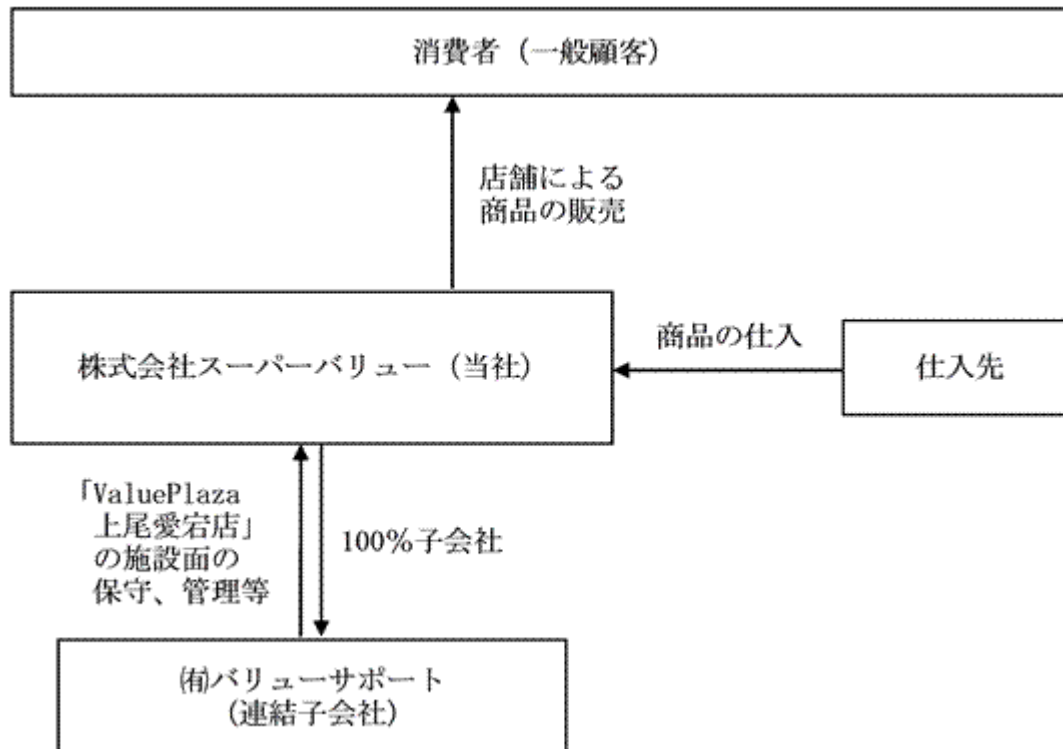 消費者（一般顧客）
店舗による
商品の販売
株式会社スーパーバリュー（当社）
商品の仕入
仕入先
「ValuePlaza
上尾愛宕店」
の施設面の
保守、管理等
100％子会社
㈲バリューサポート
（連結子会社）